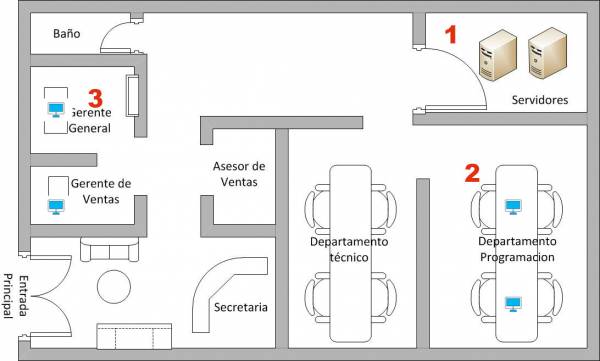 Baño
1
Servidores
3
Gerente
General
Gerente de
Ventas
Asesor de
Ventas
2
Departamento
técnico
Departamento
Programacion
Entrada
Principal
Secretaria